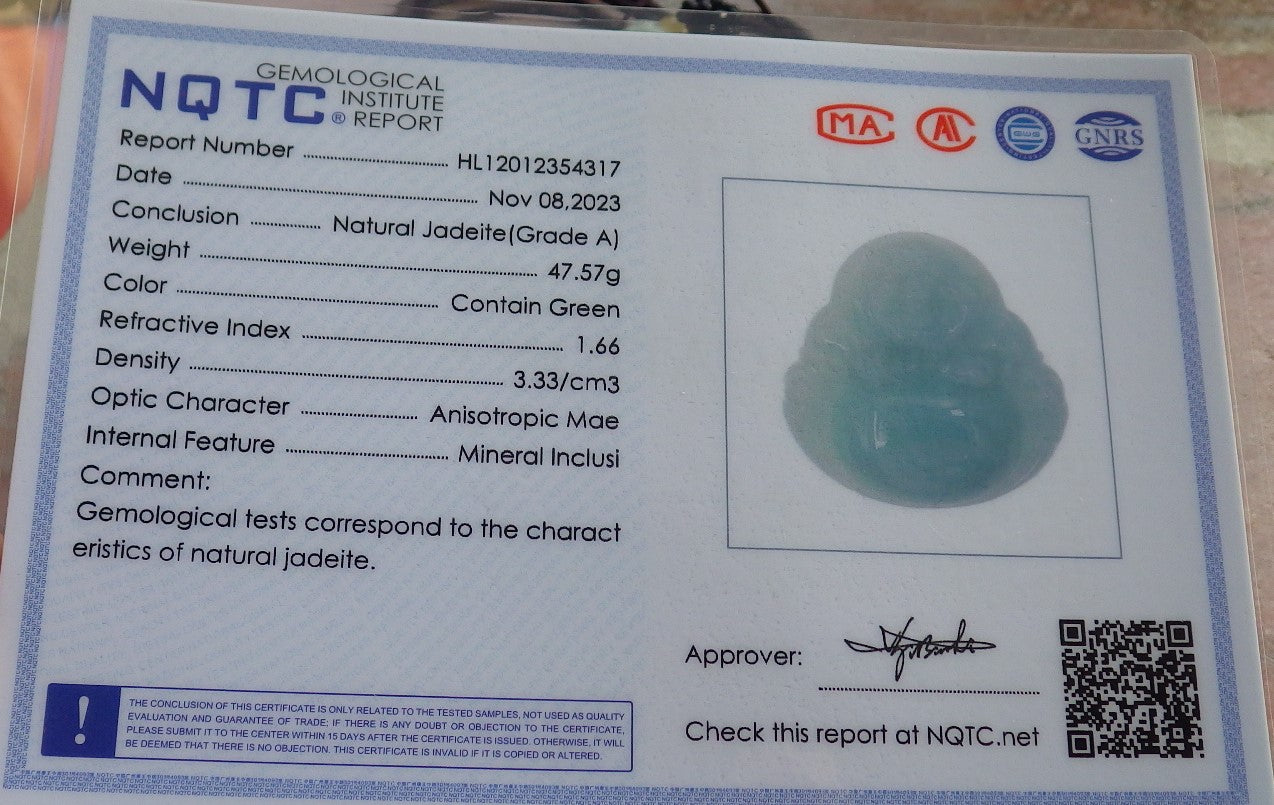 NQTC® GEMOLOGICAL
INSTITUTE
REPORT
Report Number ........ HL12012354317
Date ........ Nov 08,2023
Conclusion ........ Natural Jadeite(Grade A)
Weight ........ 47.57g
Color ........ Contain Green
Refractive Index ........ 1.66
Density ........ 3.33/cm3
Optic Character ........ Anisotropic Mae
Internal Feature ........ Mineral Inclusi
Comment:
Gemological tests correspond to the charact
eristics of natural jadeite.
! THE CONCLUSION OF THIS CERTIFICATE IS ONLY RELATED TO THE TESTED SAMPLES, NOT USED AS QUALITY
EVALUATION AND GUARANTEE OF TRADE; IF THERE IS ANY DOUBT OR OBJECTION TO THE CERTIFICATE,
PLEASE SUBMIT IT TO THE CENTER WITHIN 15 DAYS AFTER THE CERTIFICATE IS ISSUED. OTHERWISE, IT WILL
BE DEEMED THAT THERE IS NO OBJECTION. THIS CERTIFICATE IS INVALID IF IT IS COPIED OR ALTERED.
MA GNRS
Approver:
Check this report at NQTC.net